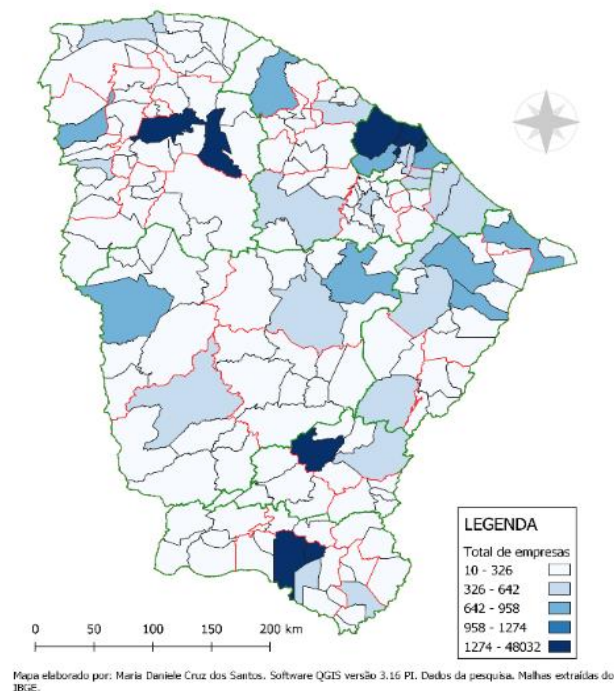 LEGENDA
Total de empresas
10 - 326
326 - 642
642 - 958
958 - 1274
1274 - 48032
0 50 100 150 200 km
Mapa elaborado por: Maria Daniele Cruz dos Santos. Software QGIS versão 3.16 PI. Dados da pesquisa. Malhas extraídas do
IBGE.